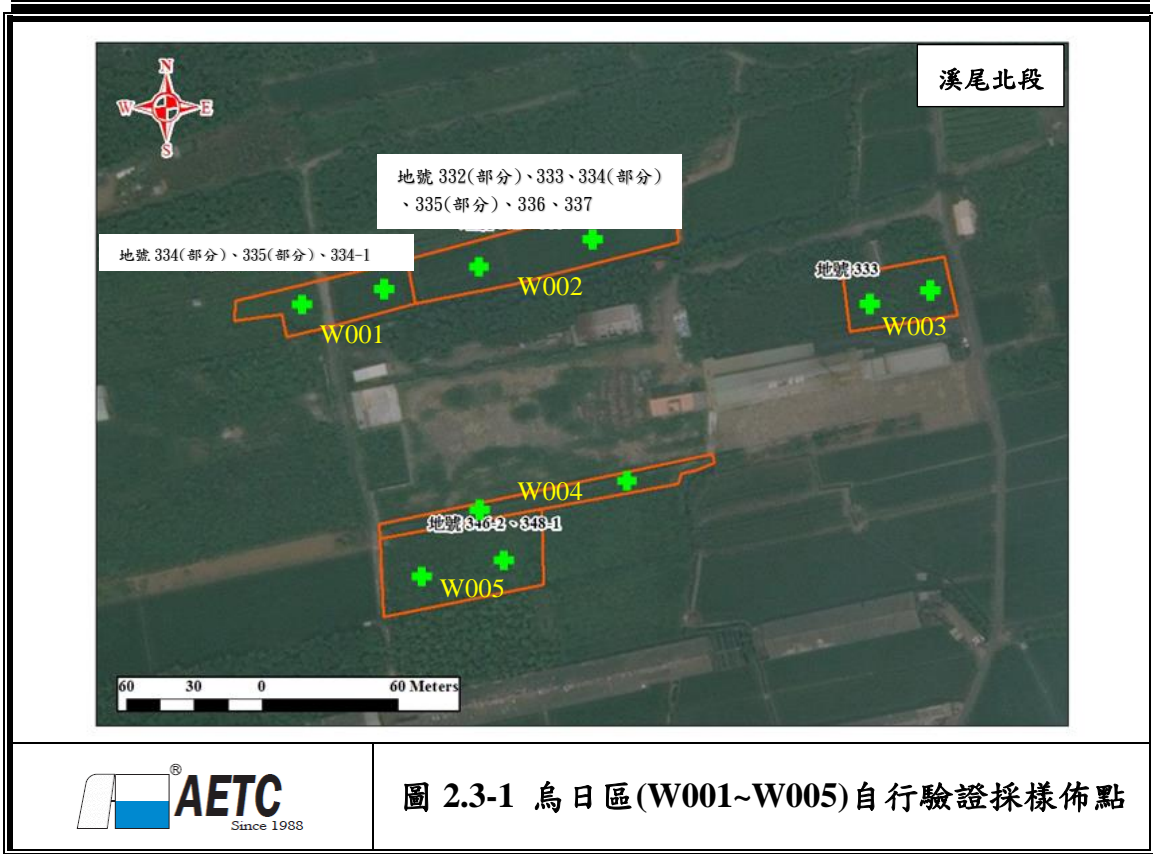 溪尾北段
N
W E
S
地號 332(部分)、333、334(部分)
、335(部分)、336、337
地號 334(部分)、335(部分)、334-1
W002
W001
地號 333
W003
W004
地號 346-2、348-1
W005
60 30 0 60 Meters
®
AETC
Since 1988
圖 2.3-1 烏日區(W001~W005)自行驗證採樣佈點